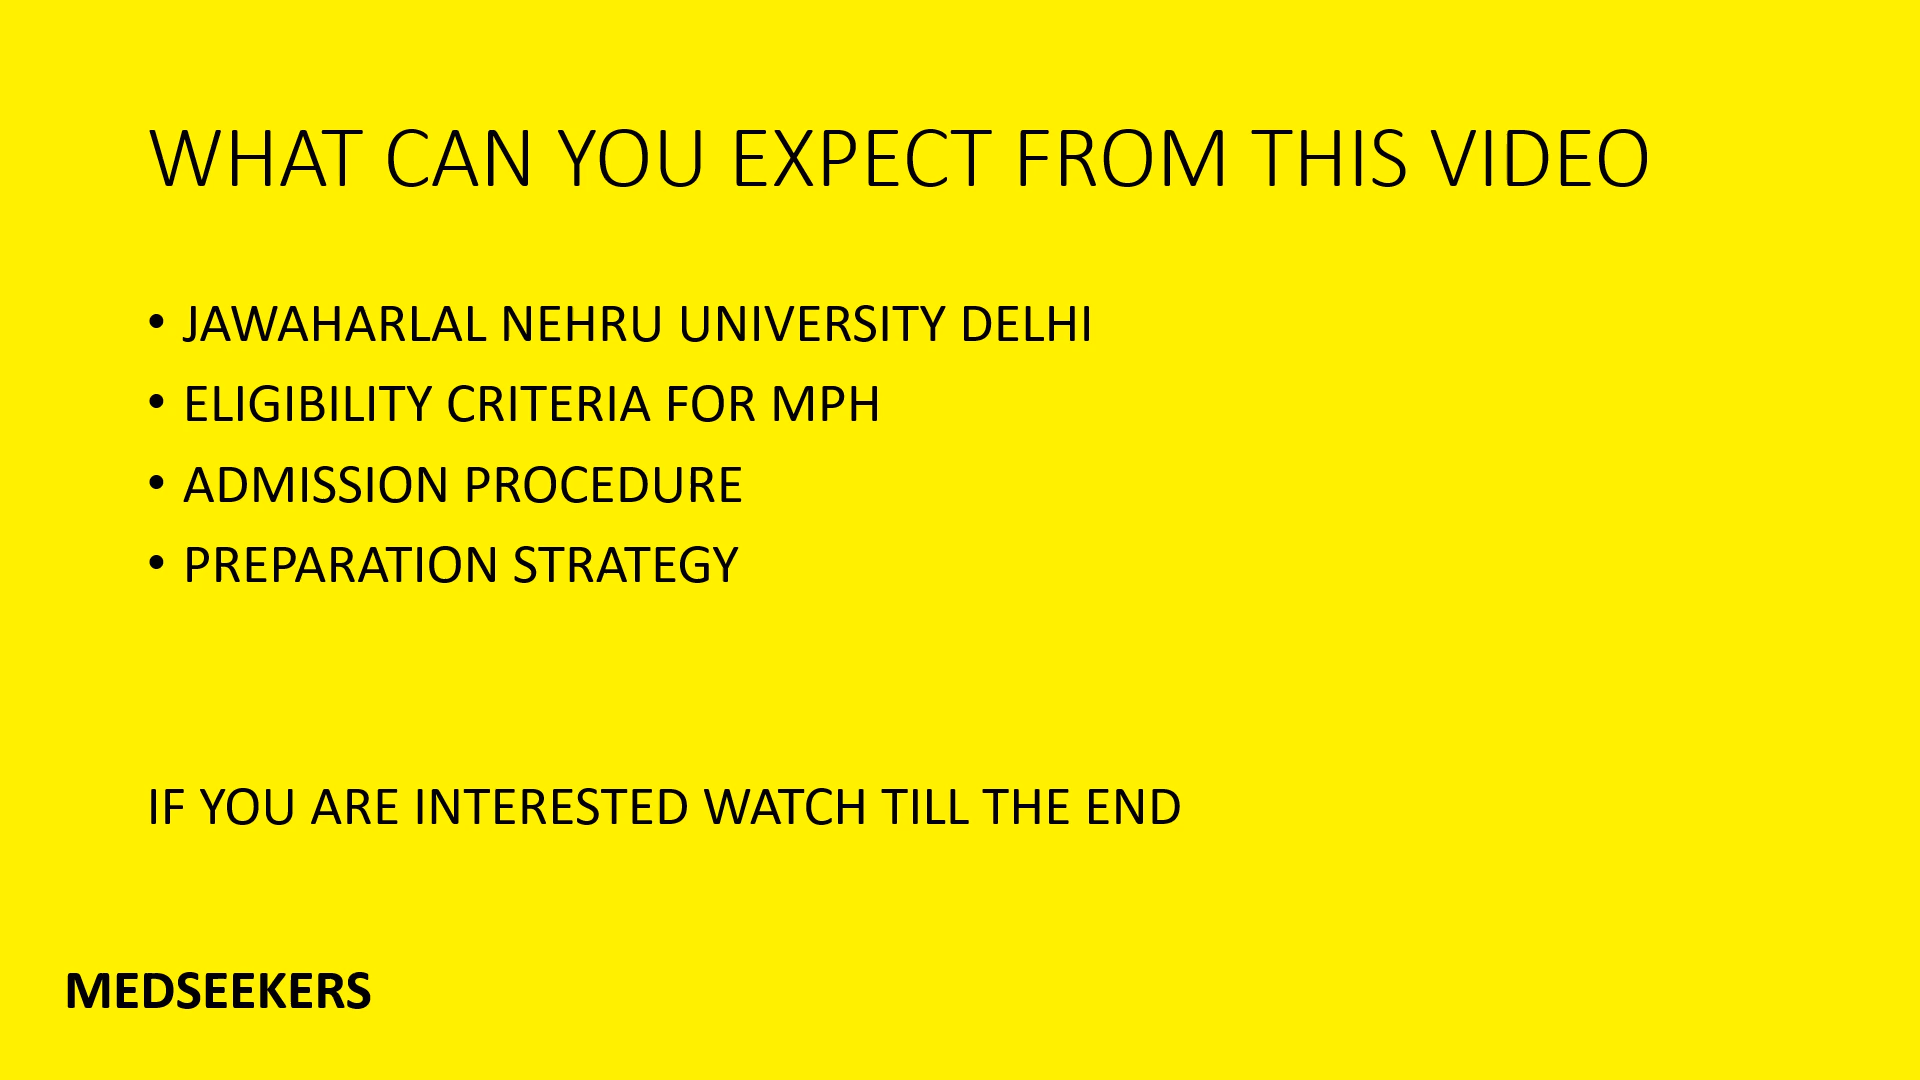 WHAT CAN YOU EXPECT FROM THIS VIDEO
• JAWAHARLAL NEHRU UNIVERSITY DELHI
• ELIGIBILITY CRITERIA FOR MPH
• ADMISSION PROCEDURE
• PREPARATION STRATEGY
IF YOU ARE INTERESTED WATCH TILL THE END
MEDSEEKERS